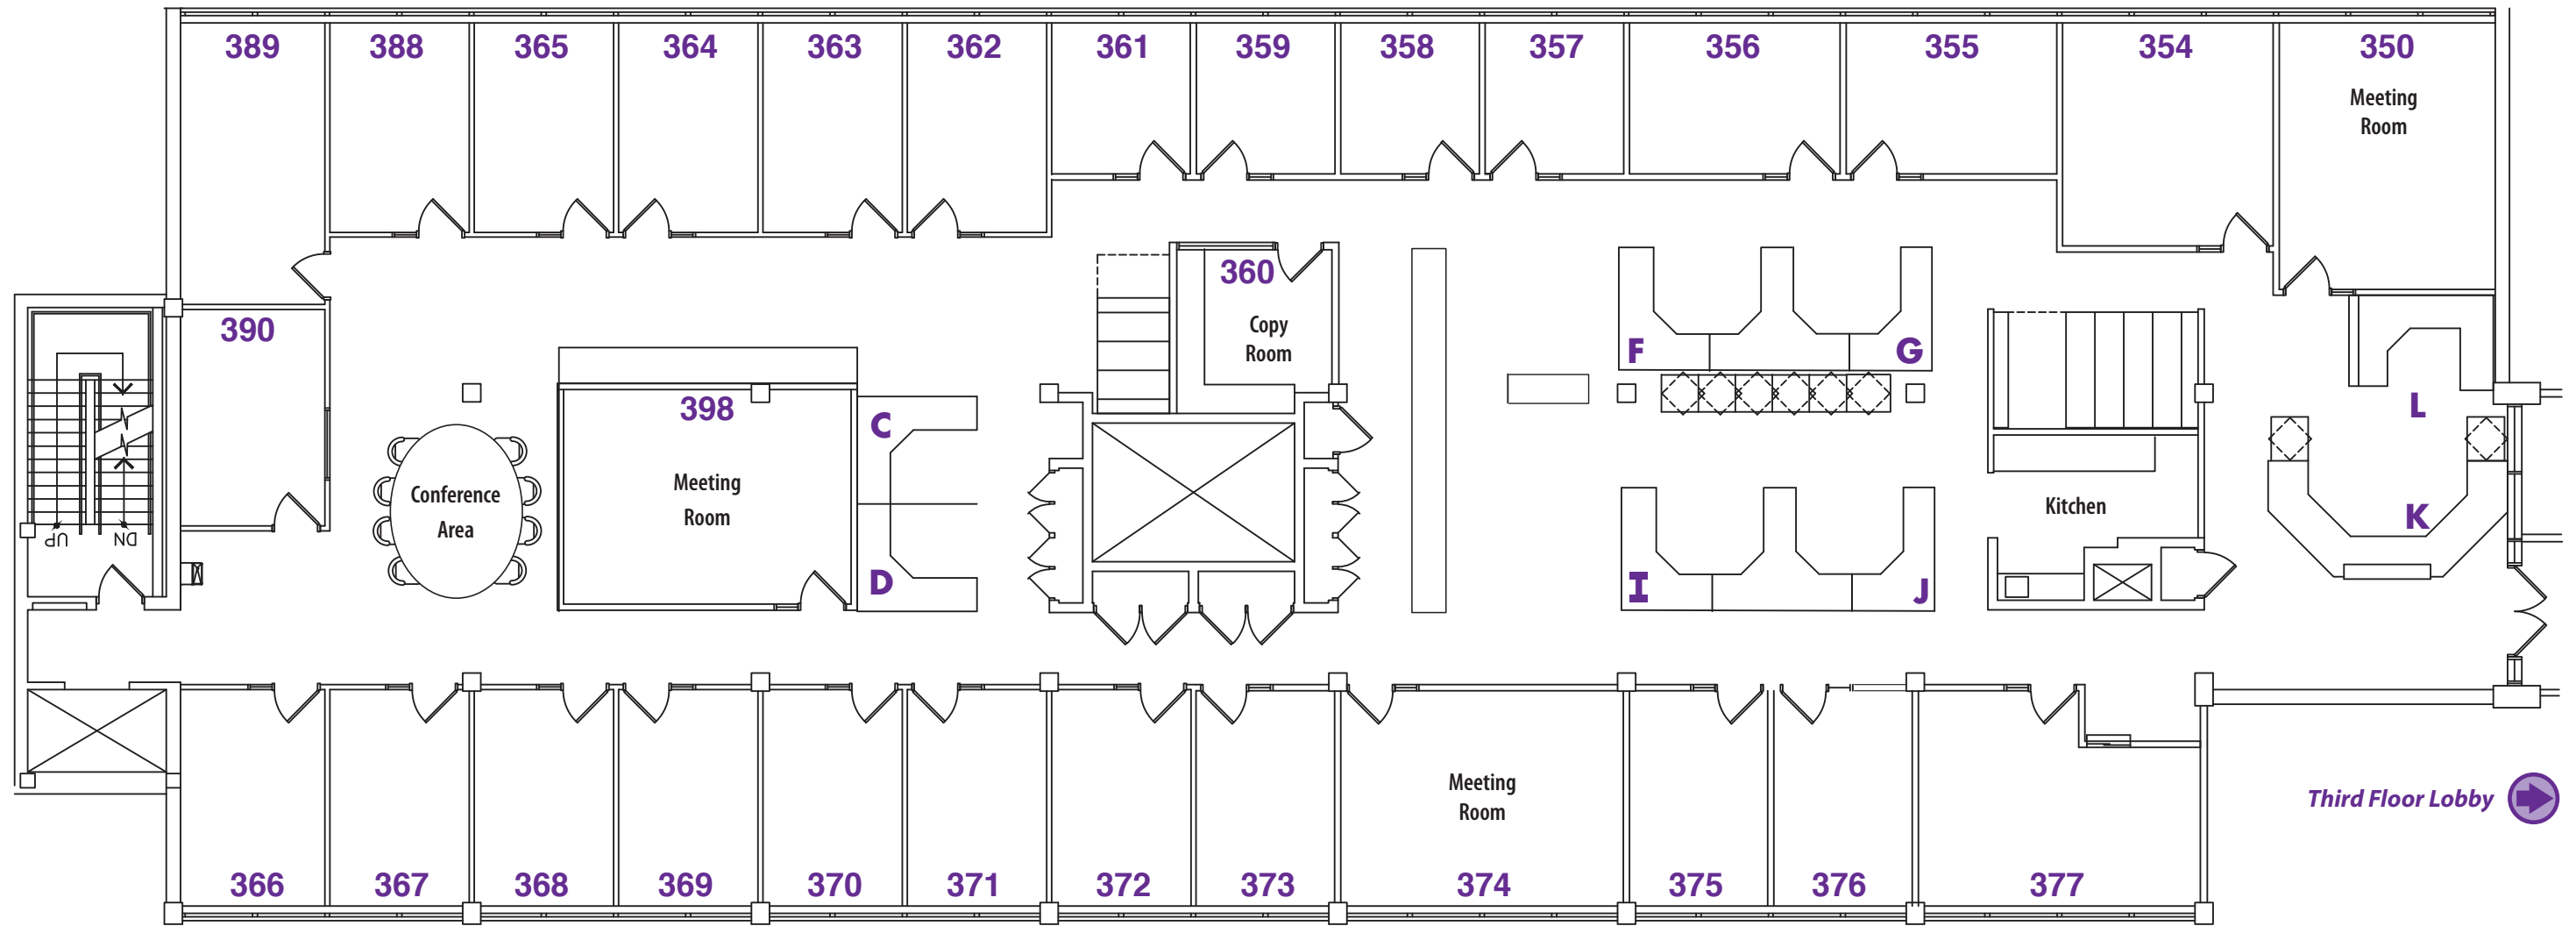 389
388
365
364
363
362
361
359
358
357
356
355
354
350
Meeting
Room
360
Copy
Room
390
398
Meeting
Room
Conference
Area
UP
DN
C
D
F
G
I
J
Kitchen
L
K
366
367
368
369
370
371
372
373
Meeting
Room
374
375
376
377
Third Floor Lobby